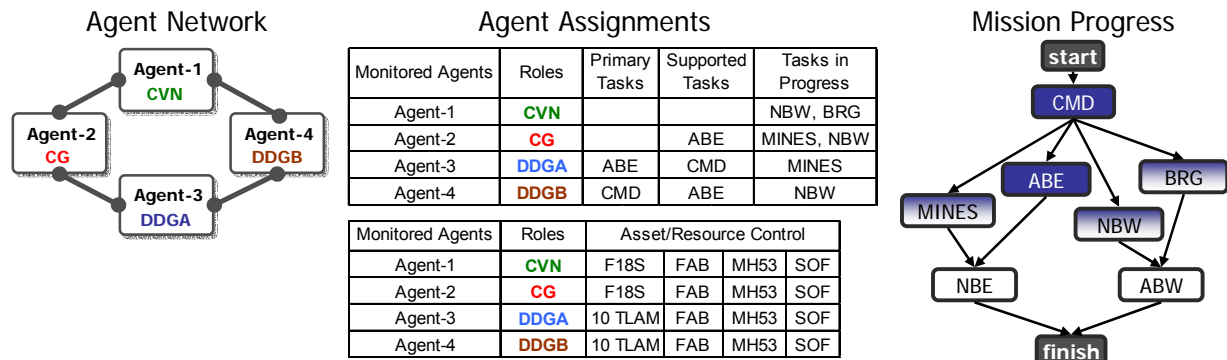 Agent Network
Agent-1
CVN
Agent-2
CG
Agent-4
DDGB
Agent-3
DDGA
Agent Assignments
Monitored Agents Roles Primary Tasks Supported Tasks Tasks in Progress
Agent-1 CVN NBW, BRG
Agent-2 CG ABE MINES, NBW
Agent-3 DDGA ABE CMD MINES
Agent-4 DDGB CMD ABE NBW
Monitored Agents Roles Asset/Resource Control
Agent-1 CVN F18S FAB MH53 SOF
Agent-2 CG F18S FAB MH53 SOF
Agent-3 DDGA 10 TLAM FAB MH53 SOF
Agent-4 DDGB 10 TLAM FAB MH53 SOF
Mission Progress
start
CMD
ABE
BRG
MINES
NBW
NBE
ABW
finish